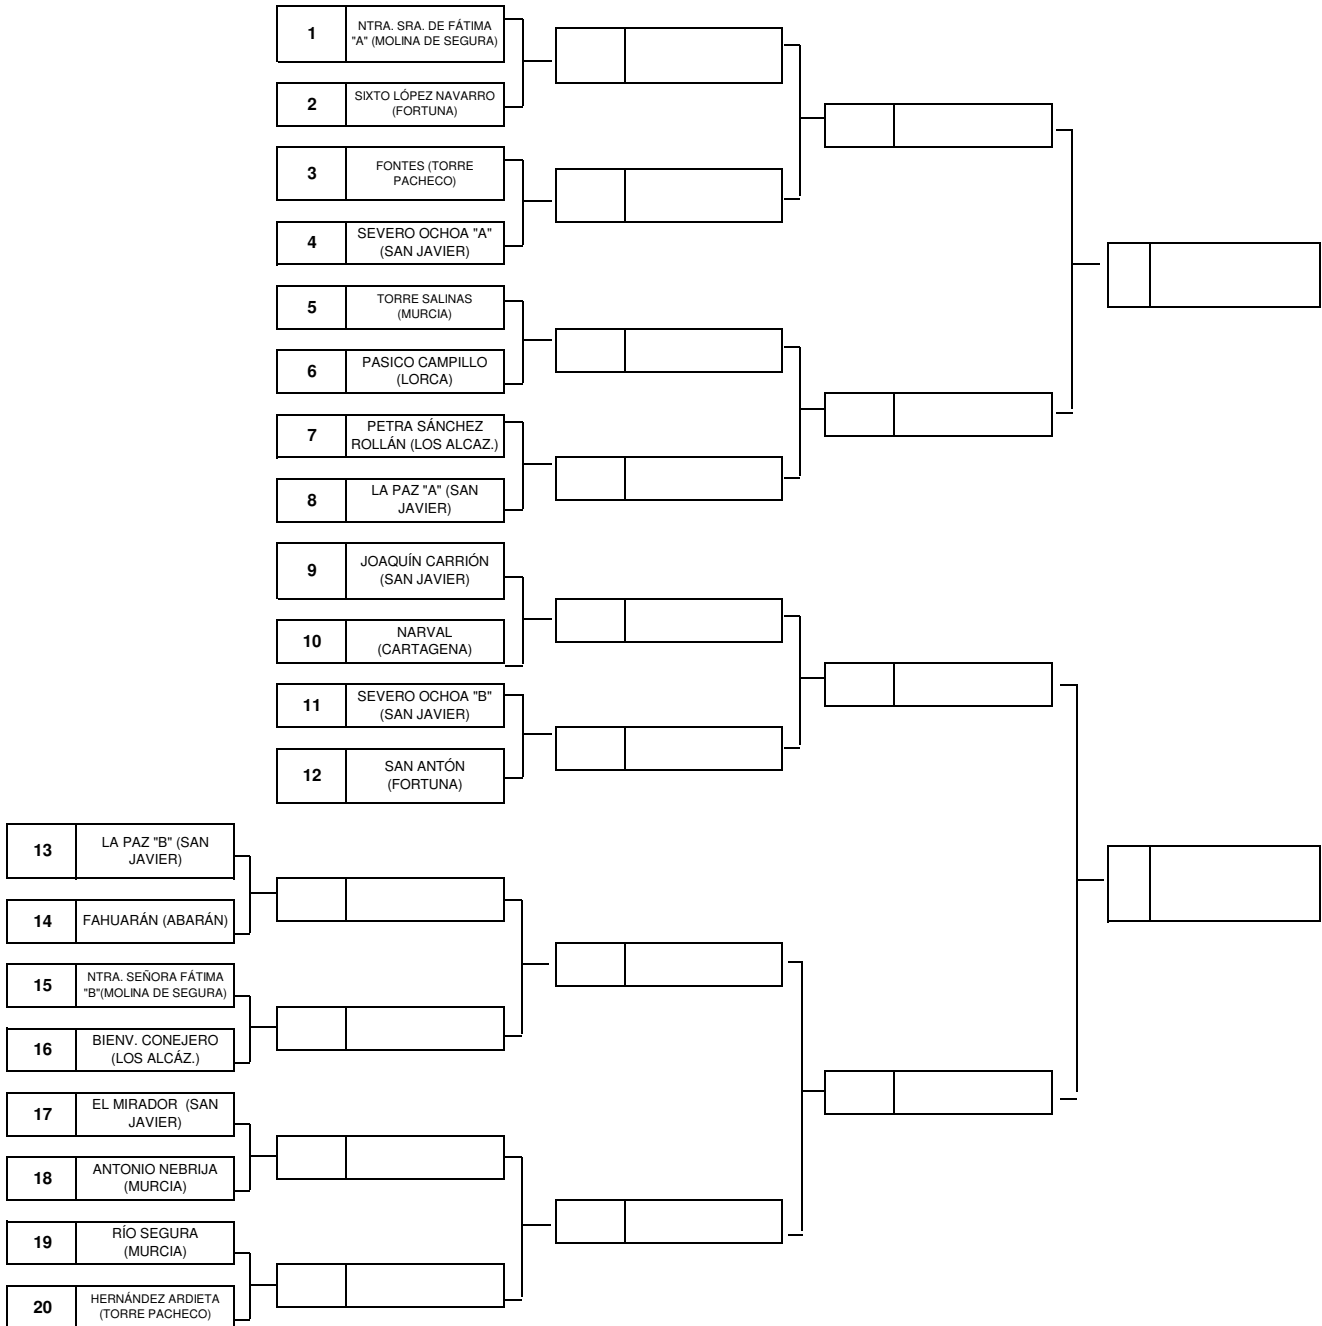 1
NTRA. SRA. DE FÁTIMA
"A" (MOLINA DE SEGURA)
2
SIXTO LÓPEZ NAVARRO
(FORTUNA)
3
FONTES (TORRE
PACHECO)
4
SEVERO OCHOA "A"
(SAN JAVIER)
5
TORRE SALINAS
(MURCIA)
6
PASICO CAMPILLO
(LORCA)
7
PETRA SÁNCHEZ
ROLLÁN (LOS ALCAZ.)
8
LA PAZ "A" (SAN
JAVIER)
9
JOAQUÍN CARRIÓN
(SAN JAVIER)
10
NARVAL
(CARTAGENA)
11
SEVERO OCHOA "B"
(SAN JAVIER)
12
SAN ANTÓN
(FORTUNA)
13
LA PAZ "B" (SAN
JAVIER)
14
FAHUARÁN (ABARÁN)
15
NTRA. SEÑORA FÁTIMA
"B"(MOLINA DE SEGURA)
16
BIENV. CONEJERO
(LOS ALCÁZ.)
17
EL MIRADOR (SAN
JAVIER)
18
ANTONIO NEBRIJA
(MURCIA)
19
RÍO SEGURA
(MURCIA)
20
HERNÁNDEZ ARDIETA
(TORRE PACHECO)